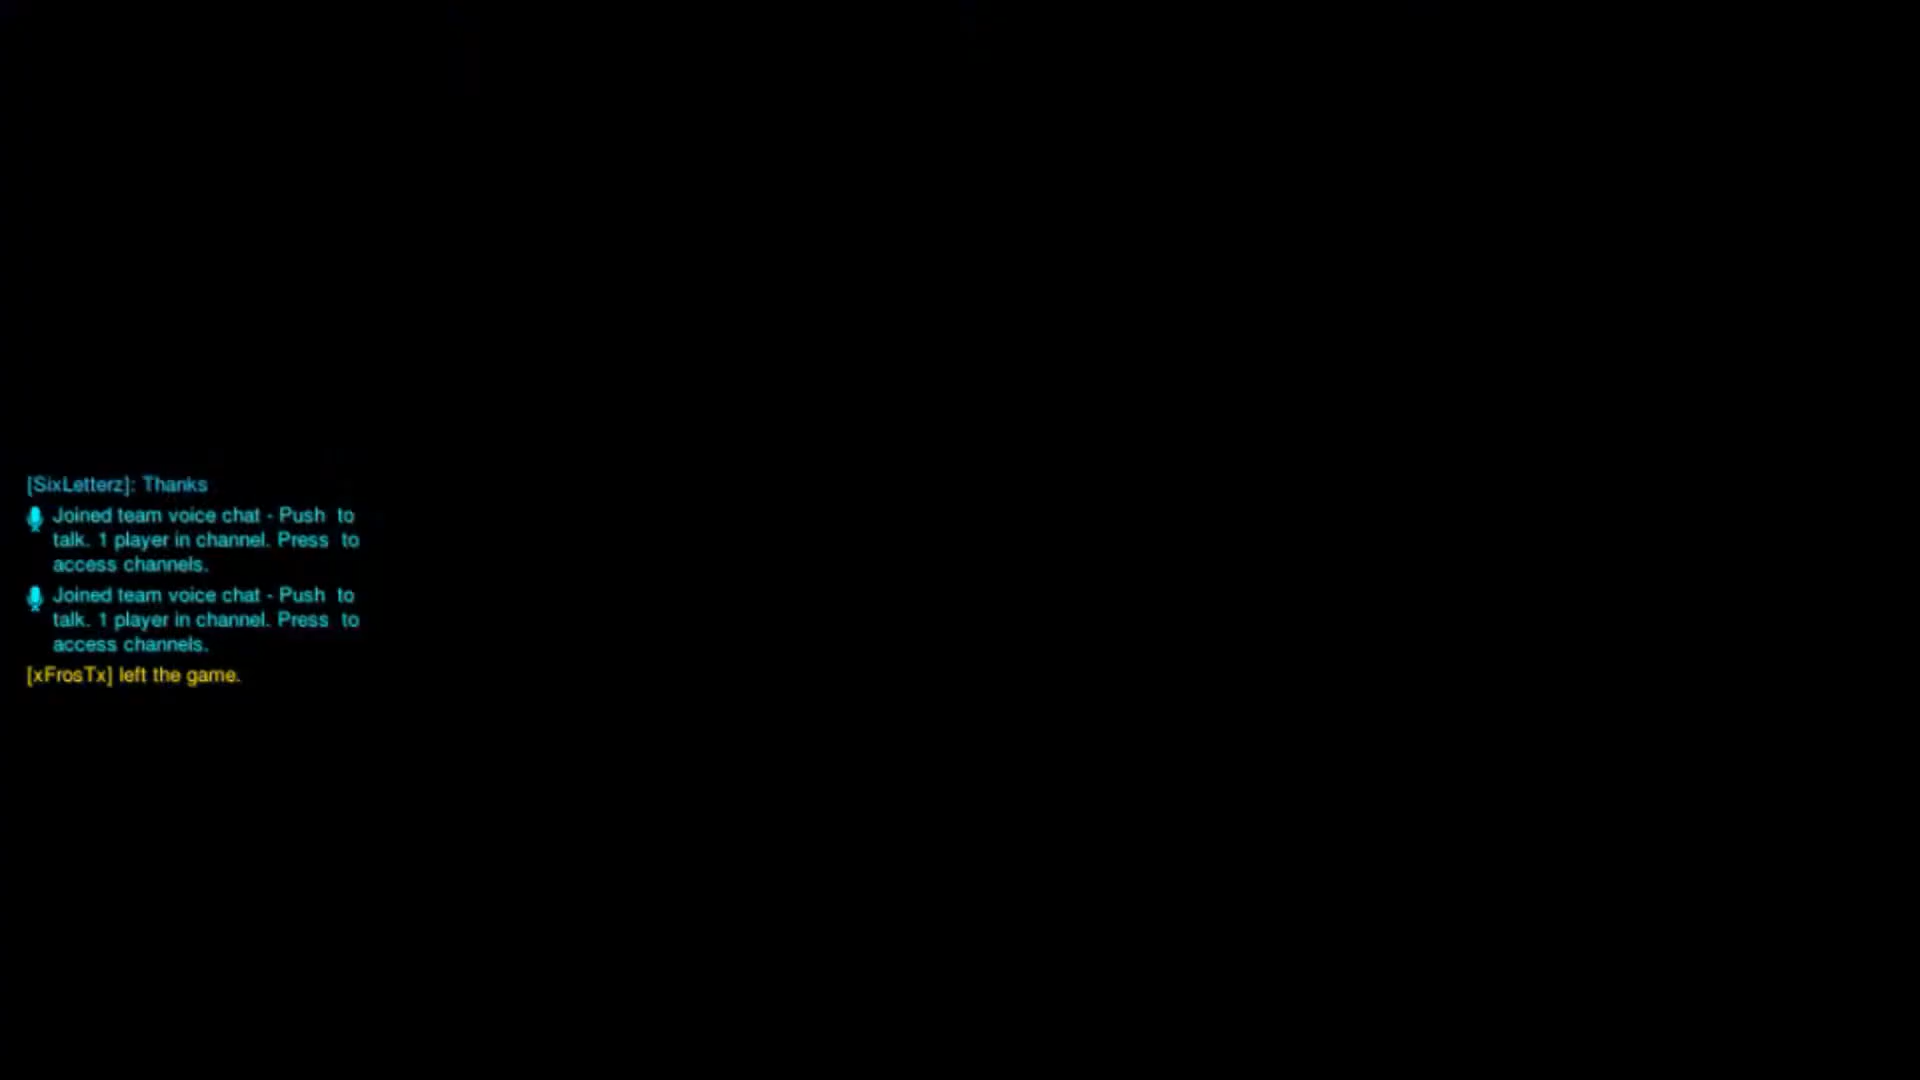 [SixLetterz]: Thanks
Joined team voice chat - Push to
talk. 1 player in channel. Press to
access channels.
Joined team voice chat - Push to
talk. 1 player in channel. Press to
access channels.
[xFrosTx] left the game.